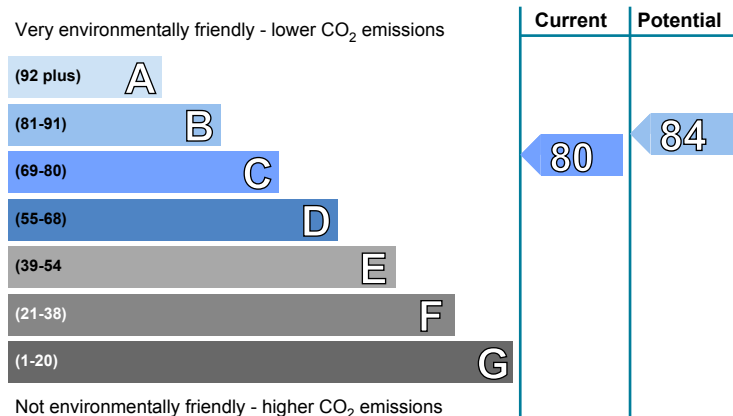 Current Potential
Very environmentally friendly - lower CO2 emissions
(92 plus) A
(81-91) B
84
(69-80) C
80
(55-68) D
(39-54 E
(21-38) F
(1-20) G
Not environmentally friendly - higher CO2 emissions